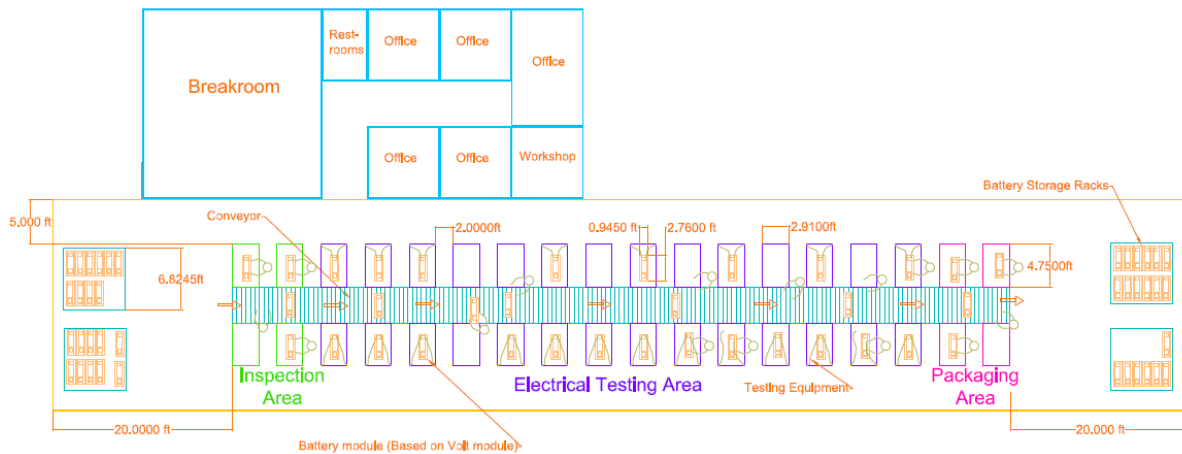 Rest-
rooms
Office
Office
Office
Breakroom
Office
Office
Workshop
Battery Storage Racks
5.000 ft
Conveyor
2.0000ft
0.9450 ft
2.7600 ft
2.9100ft
6.8245ft
4.7500ft
Inspection
Area
Electrical Testing Area
Testing Equipment
Packaging
Area
20.0000 ft
20.000 ft
Battery module (Based on Volt module)